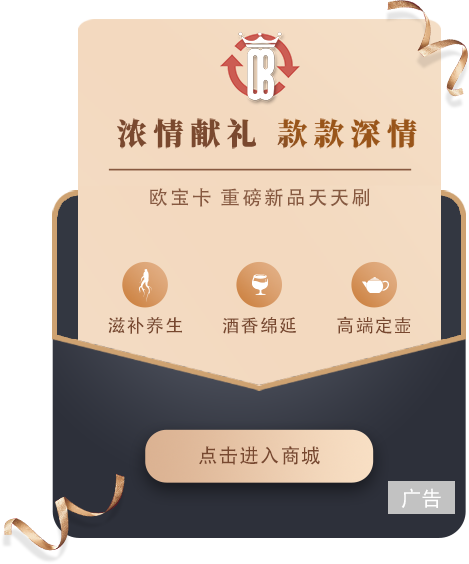 浓情献礼 款款深情
欧宝卡 重磅新品天天刷
滋补养生 酒香绵延 高端定壶
点击进入商城
广告